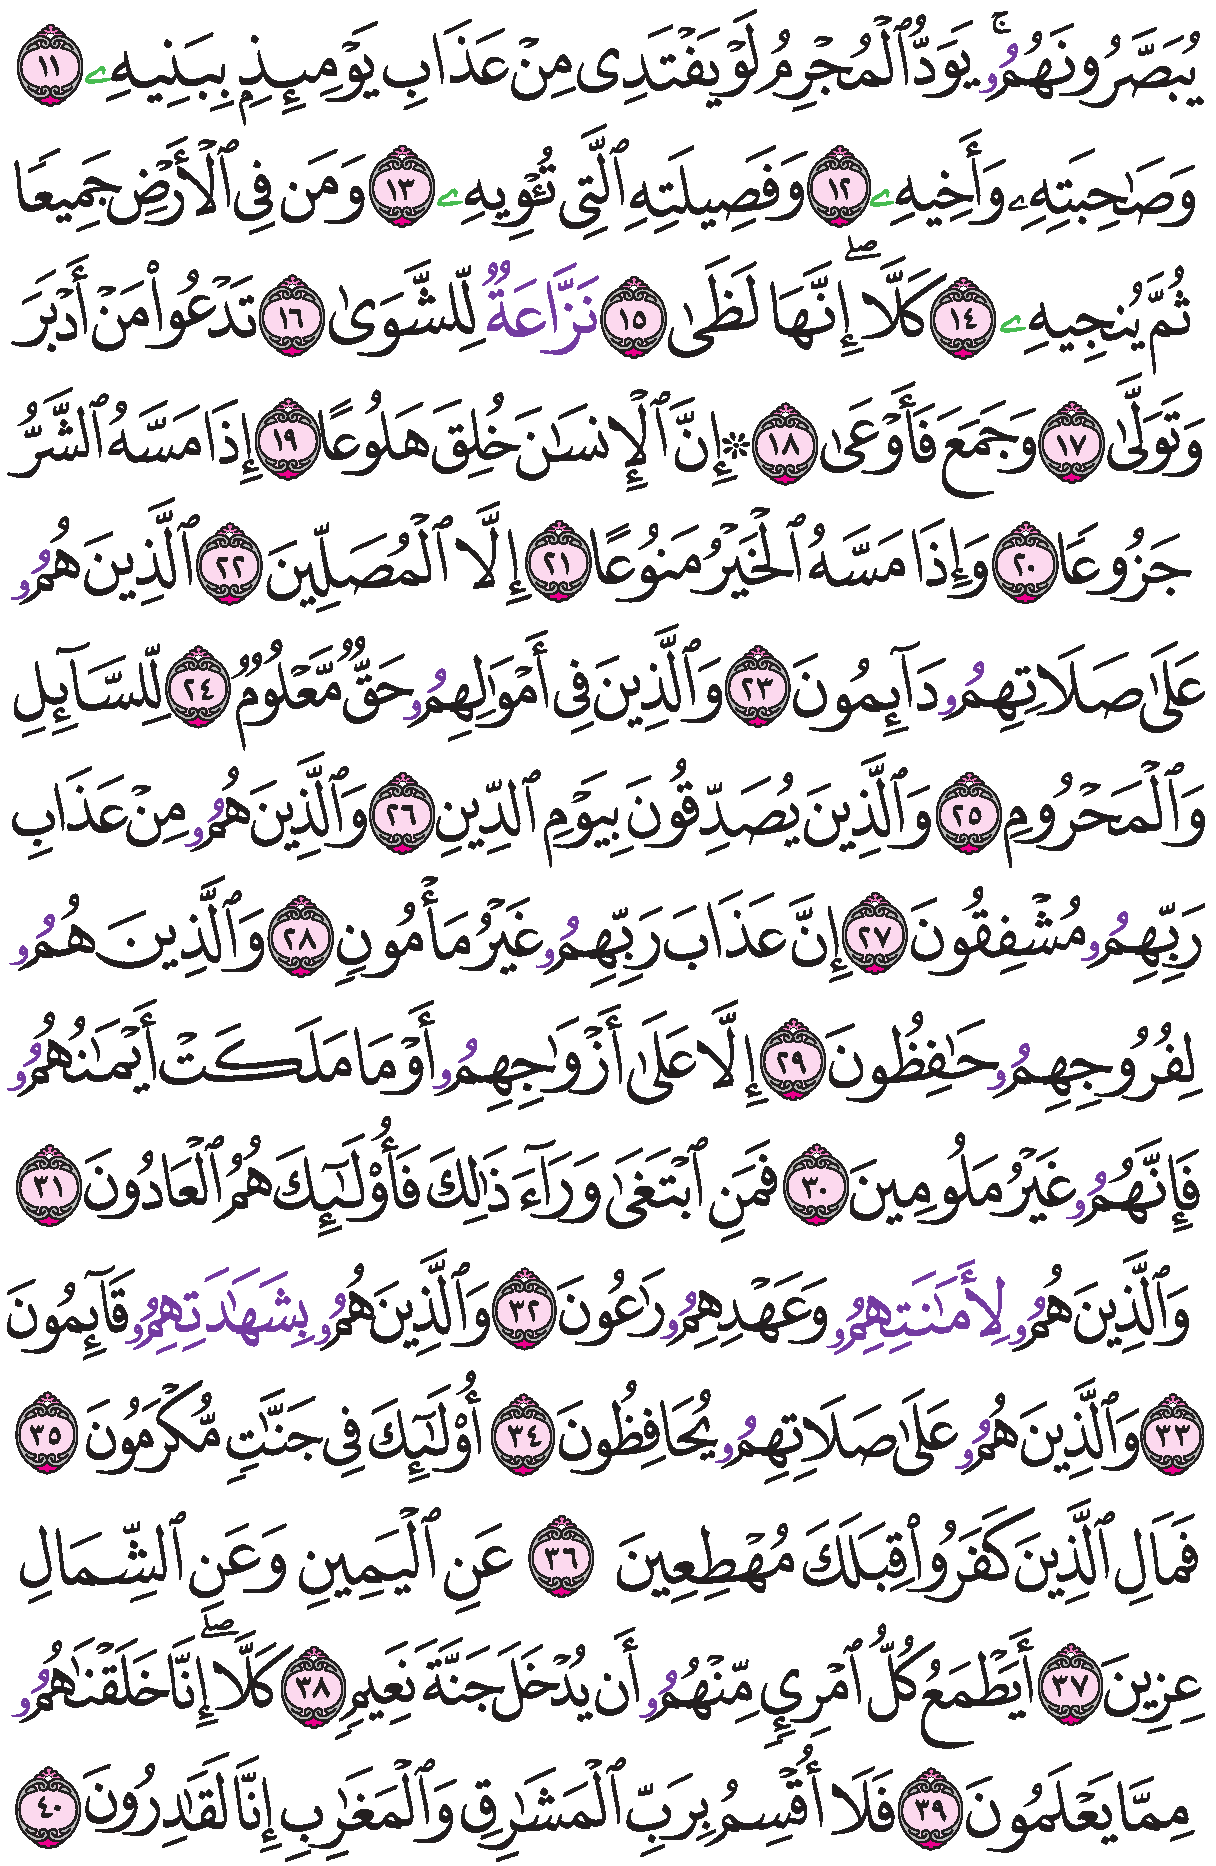 يُبَصَّرُونَهُمُۥۚ يَوَدُّ ٱلْمُجْرِمُ لَوْ يَفْتَدِى مِنْ عَذَابِ يَوْمِئِذِۭ بِبَنِيهِۦ ١١
وَصَٰحِبَتِهِۦ وَأَخِيهِۦ ١٢ وَفَصِيلَتِهِ ٱلَّتِى تُـْٔوِيهِۦ ١٣ وَمَن فِى ٱلْأَرْضِ جَمِيعًا
ثُمَّ يُنجِيهِۦ ١٤ كَلَّا ۖ إِنَّهَا لَظَىٰ ١٥ نَزَّاعَةٌ لِّلشَّوَىٰ ١٦ تَدْعُوا۟ مَنْ أَدْبَرَ
وَتَوَلَّىٰ ١٧ وَجَمَعَ فَأَوْعَىٰ ١٨ ۞ إِنَّ ٱلْإِنسَٰنَ خُلِقَ هَلُوعًا ١٩ إِذَا مَسَّهُ ٱلشَّرُّ
جَزُوعًا ٢٠ وَإِذَا مَسَّهُ ٱلْخَيْرُ مَنُوعًا ٢١ إِلَّا ٱلْمُصَلِّينَ ٢٢ ٱلَّذِينَ هُمُۥ
عَلَىٰ صَلَاتِهِمُۥ دَآئِمُونَ ٢٣ وَٱلَّذِينَ فِى أَمْوَٰلِهِمُۥ حَقٌّ مَّعْلُومٌ ٢٤ لِّلسَّآئِلِ
وَٱلْمَحْرُومِ ٢٥ وَٱلَّذِينَ يُصَدِّقُونَ بِيَوْمِ ٱلدِّينِ ٢٦ وَٱلَّذِينَ هُمُۥ مِنْ عَذَابِ
رَبِّهِمُۥ مُشْفِقُونَ ٢٧ إِنَّ عَذَابَ رَبِّهِمُۥ غَيْرُ مَأْمُونٍ ٢٨ وَٱلَّذِينَ هُمُۥ
لِفُرُوجِهِمُۥ حَٰفِظُونَ ٢٩ إِلَّا عَلَىٰ أَزْوَٰجِهِمُۥ أَوْ مَا مَلَكَتْ أَيْمَٰنُهُمُۥ
فَإِنَّهُمُۥ غَيْرُ مَلُومِينَ ٣٠ فَمَنِ ٱبْتَغَىٰ وَرَآءَ ذَٰلِكَ فَأُو۟لَٰٓئِكَ هُمُ ٱلْعَادُونَ ٣١
وَٱلَّذِينَ هُمُۥ لِأَمَٰنَتِهِمُۥ وَعَهْدِهِمُۥ رَٰعُونَ ٣٢ وَٱلَّذِينَ هُمُۥ بِشَهَٰدَتِهِمُۥ قَآئِمُونَ
٣٣ وَٱلَّذِينَ هُمُۥ عَلَىٰ صَلَاتِهِمُۥ يُحَافِظُونَ ٣٤ أُو۟لَٰٓئِكَ فِى جَنَّٰتٍ مُّكْرَمُونَ ٣٥
فَمَالِ ٱلَّذِينَ كَفَرُوا۟ قِبَلَكَ مُهْطِعِينَ ٣٦ عَنِ ٱلْيَمِينِ وَعَنِ ٱلشِّمَالِ
عِزِينَ ٣٧ أَيَطْمَعُ كُلُّ ٱمْرِئٍ مِّنْهُمُۥ أَن يُدْخَلَ جَنَّةَ نَعِيمٍ ٣٨ كَلَّا ۖ إِنَّا خَلَقْنَٰهُمُۥ
مِمَّا يَعْلَمُونَ ٣٩ فَلَا أُقْسِمُ بِرَبِّ ٱلْمَشَٰرِقِ وَٱلْمَغَٰرِبِ إِنَّا لَقَٰدِرُونَ ٤٠